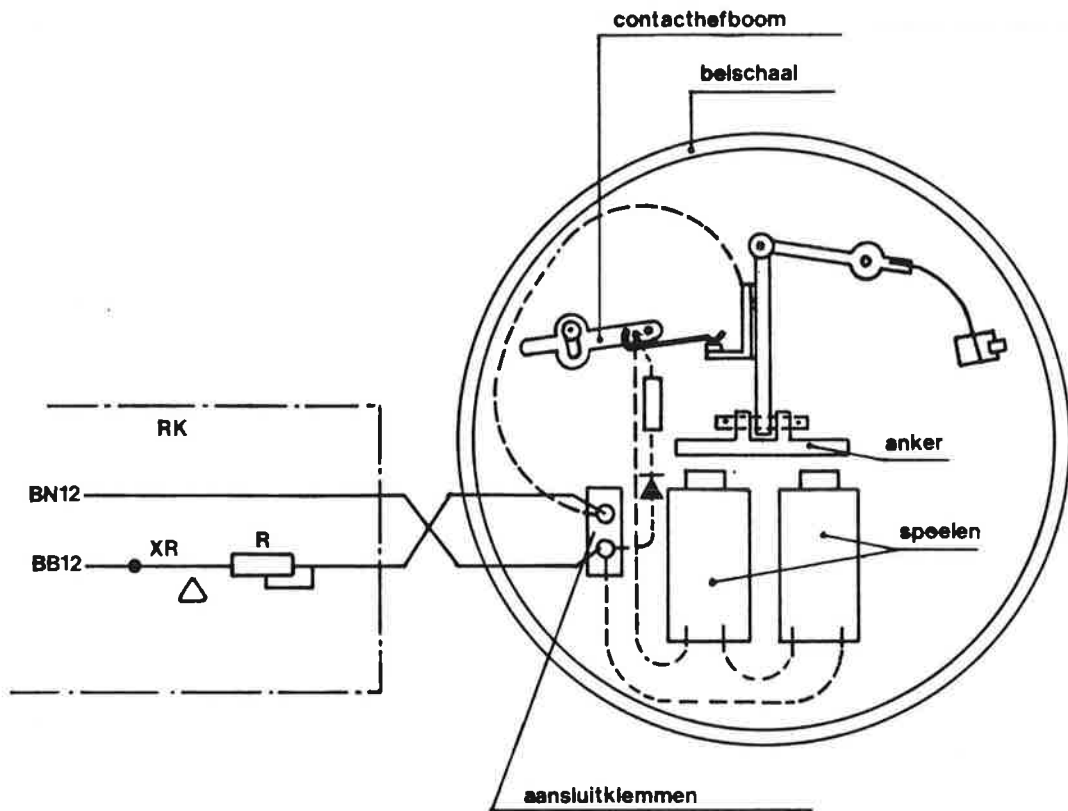 contacthefboom
belschaal
RK
anker
BN12
XR
R
spoelen
BB12
aansluitklemmen